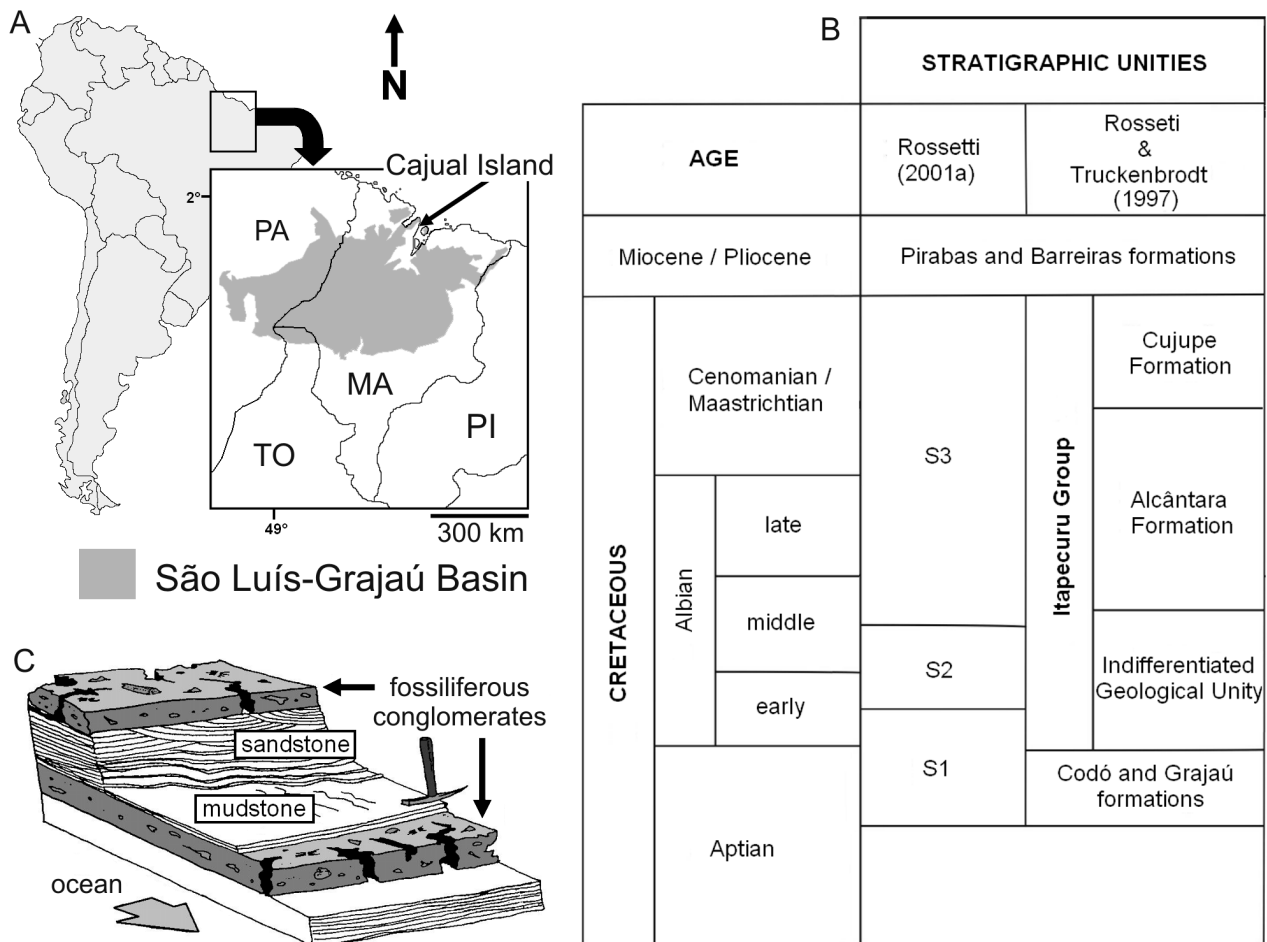 A
N
Cajual Island
2°
PA
MA
PI
TO
49°
300 km
São Luís-Grajaú Basin
B
STRATIGRAPHIC UNITIES
AGE
Rossetti
(2001a)
Rosseti
&
Truckenbrodt
(1997)
Miocene / Pliocene
Pirabas and Barreiras formations
CRETACEOUS
Cenomanian /
Maastrichtian
Albian
late
middle
early
Aptian
S3
S2
S1
Itapecuru Group
Cujupe
Formation
Alcântara
Formation
Indifferentiated
Geological Unity
Codó and Grajaú
formations
C
fossiliferous
conglomerates
sandstone
mudstone
ocean